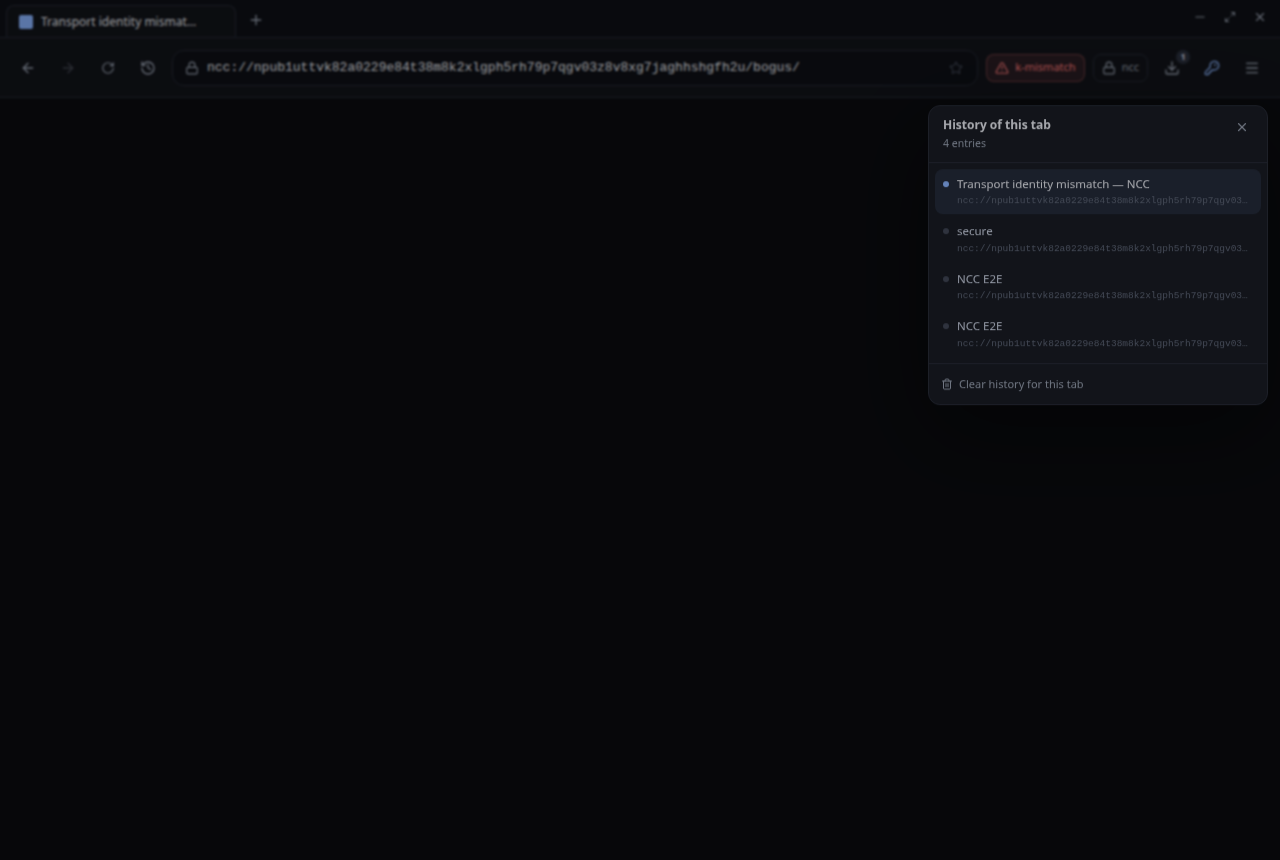 Transport identity mismat...
ncc://npub1uttvk82a0229e84t38m8k2xlgph5rh79p7qgv03z8v8xg7jaghhshgfh2u/bogus/
k-mismatch
ncc
1
History of this tab
4 entries
Transport identity mismatch — NCC
ncc://npub1uttvk82a0229e84t38m8k2xlgph5rh79p7qgv03…
secure
ncc://npub1uttvk82a0229e84t38m8k2xlgph5rh79p7qgv03…
NCC E2E
ncc://npub1uttvk82a0229e84t38m8k2xlgph5rh79p7qgv03…
NCC E2E
ncc://npub1uttvk82a0229e84t38m8k2xlgph5rh79p7qgv03…
Clear history for this tab